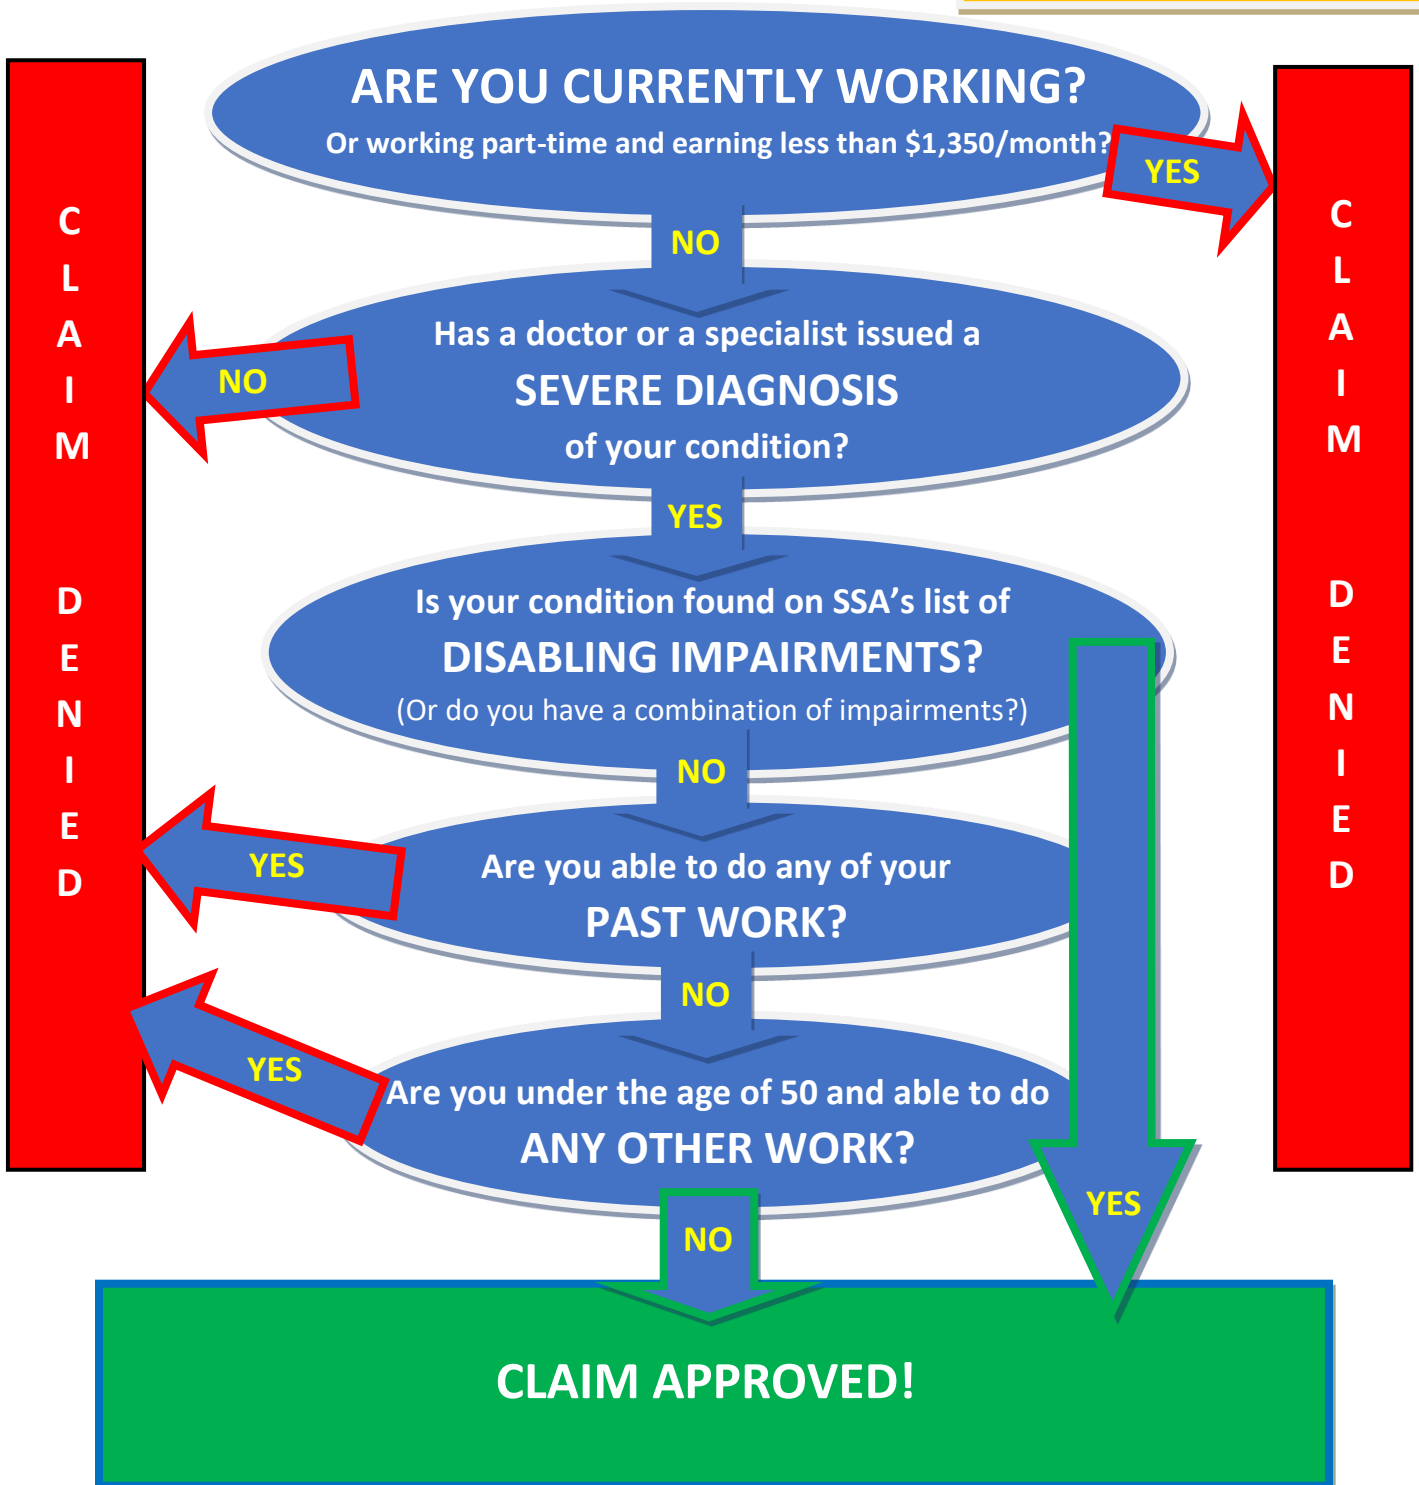 ARE YOU CURRENTLY WORKING?
Or working part-time and earning less than $1,350/month?
YES
NO
Has a doctor or a specialist issued a
SEVERE DIAGNOSIS
of your condition?
NO
YES
Is your condition found on SSA’s list of
DISABLING IMPAIRMENTS?
(Or do you have a combination of impairments?)
NO
Are you able to do any of your
PAST WORK?
YES
NO
Are you under the age of 50 and able to do
ANY OTHER WORK?
YES
NO
YES
CLAIM APPROVED!
C
L
A
I
M
D
E
N
I
E
D
C
L
A
I
M
D
E
N
I
E
D